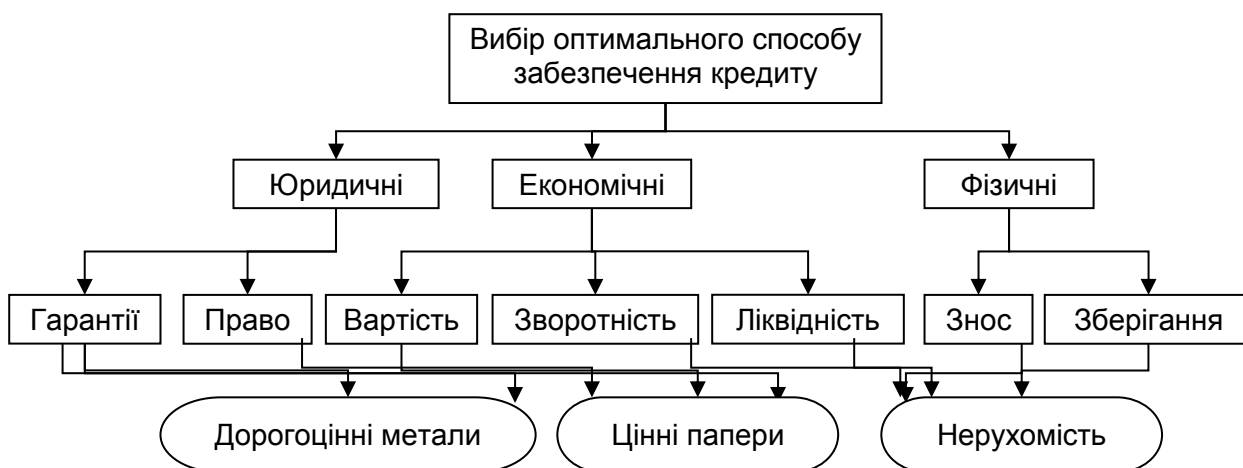 Вибір оптимального способу
забезпечення кредиту
Юридичні
Економічні
Фізичні
Гарантії
Право
Вартість
Зворотність
Ліквідність
Знос
Зберігання
Дорогоцінні метали
Цінні папери
Нерухомість